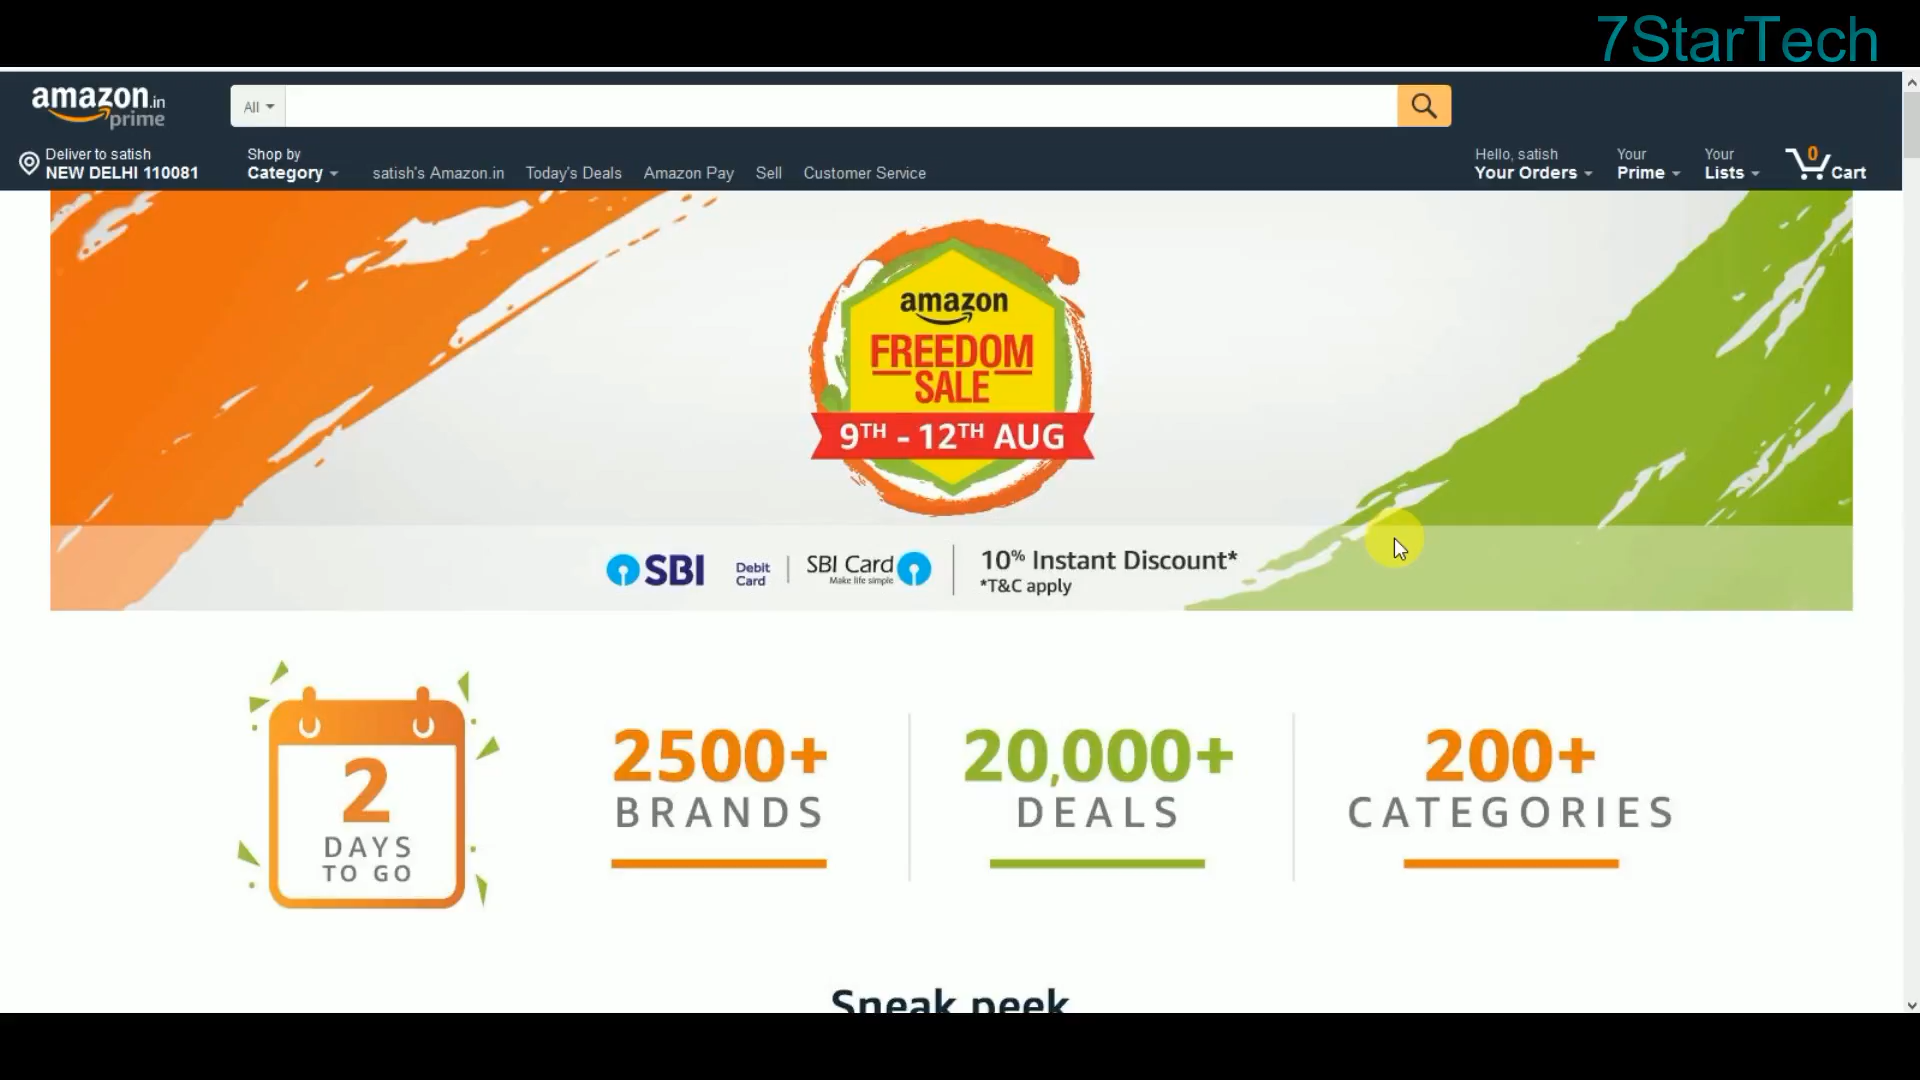 7StarTech
amazon.in
prime
All
Deliver to satish
NEW DELHI 110081
Shop by
Category
satish's Amazon.in
Today's Deals
Amazon Pay
Sell
Customer Service
Hello, satish
Your Orders
Your
Prime
Your
Lists
0
Cart
amazon
FREEDOM
SALE
9TH - 12TH AUG
SBI
Debit
Card
SBI Card
Make life simple
10% Instant Discount*
*T&C apply
2
DAYS
TO GO
2500+
BRANDS
20,000+
DEALS
200+
CATEGORIES
Sneak peek